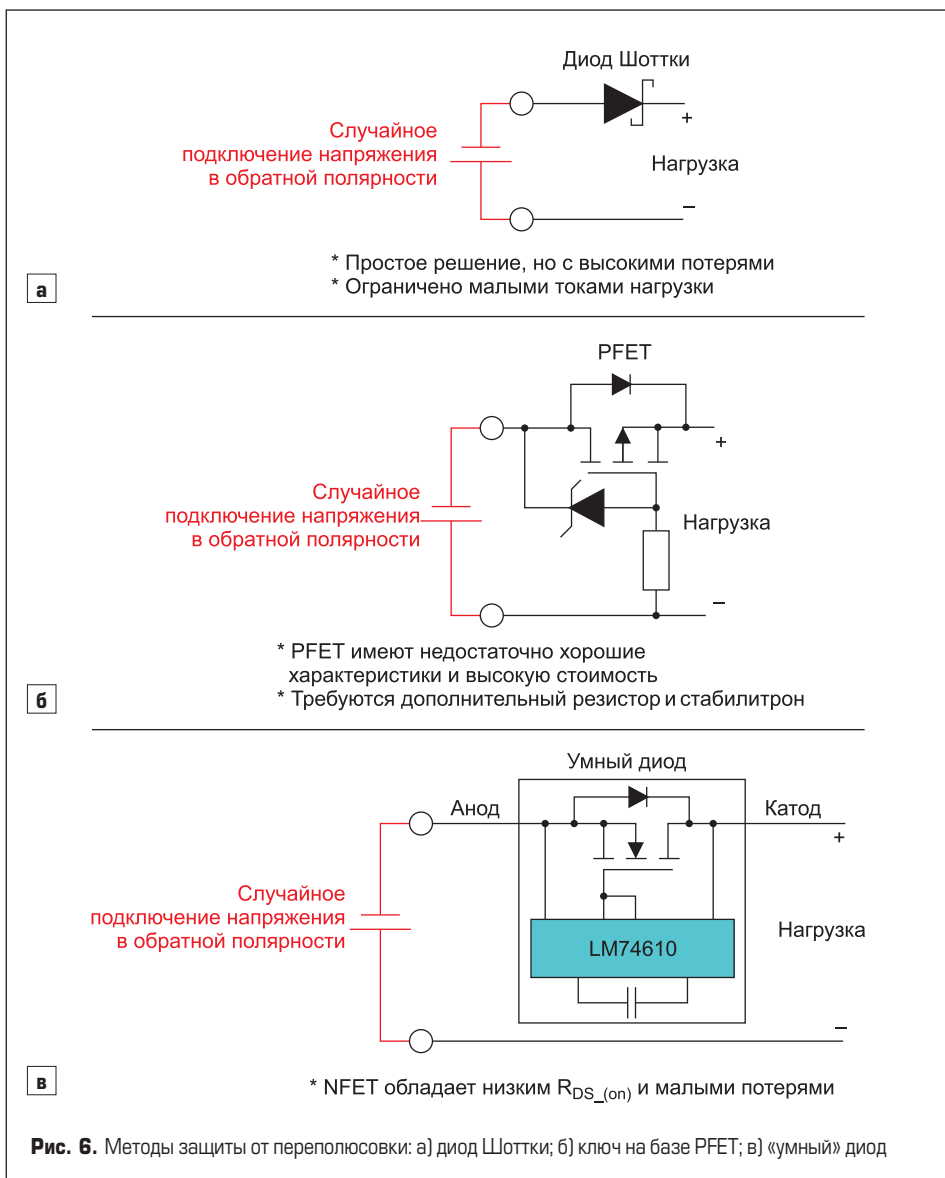 Диод Шоттки
Случайное
подключение напряжения
в обратной полярности
+
Нагрузка
–
* Простое решение, но с высокими потерями
* Ограничено малыми токами нагрузки
а
PFET
+
Случайное
подключение напряжения
в обратной полярности
Нагрузка
–
* PFET имеют недостаточно хорошие
характеристики и высокую стоимость
* Требуются дополнительный резистор и стабилитрон
б
Умный диод
Анод
Катод
+
Случайное
подключение напряжения
в обратной полярности
Нагрузка
LM74610
–
* NFET обладает низким RDS_(on) и малыми потерями
в
Рис. 6. Методы защиты от переполюсовки: а) диод Шоттки; б) ключ на базе PFET; в) «умный» диод